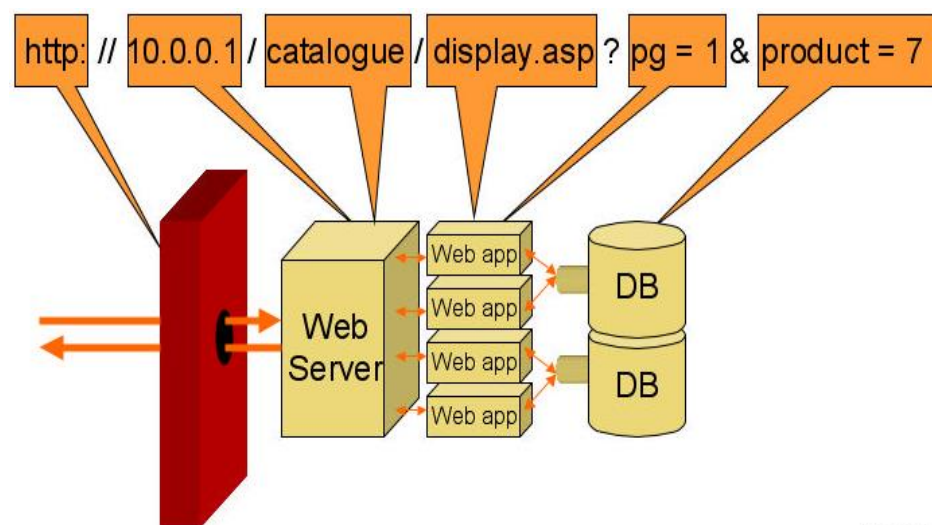 http: // 10.0.0.1 / catalogue / display.asp ? pg = 1 & product = 7
Web app
Web app
Web app
Web app
Web
Server
DB
DB